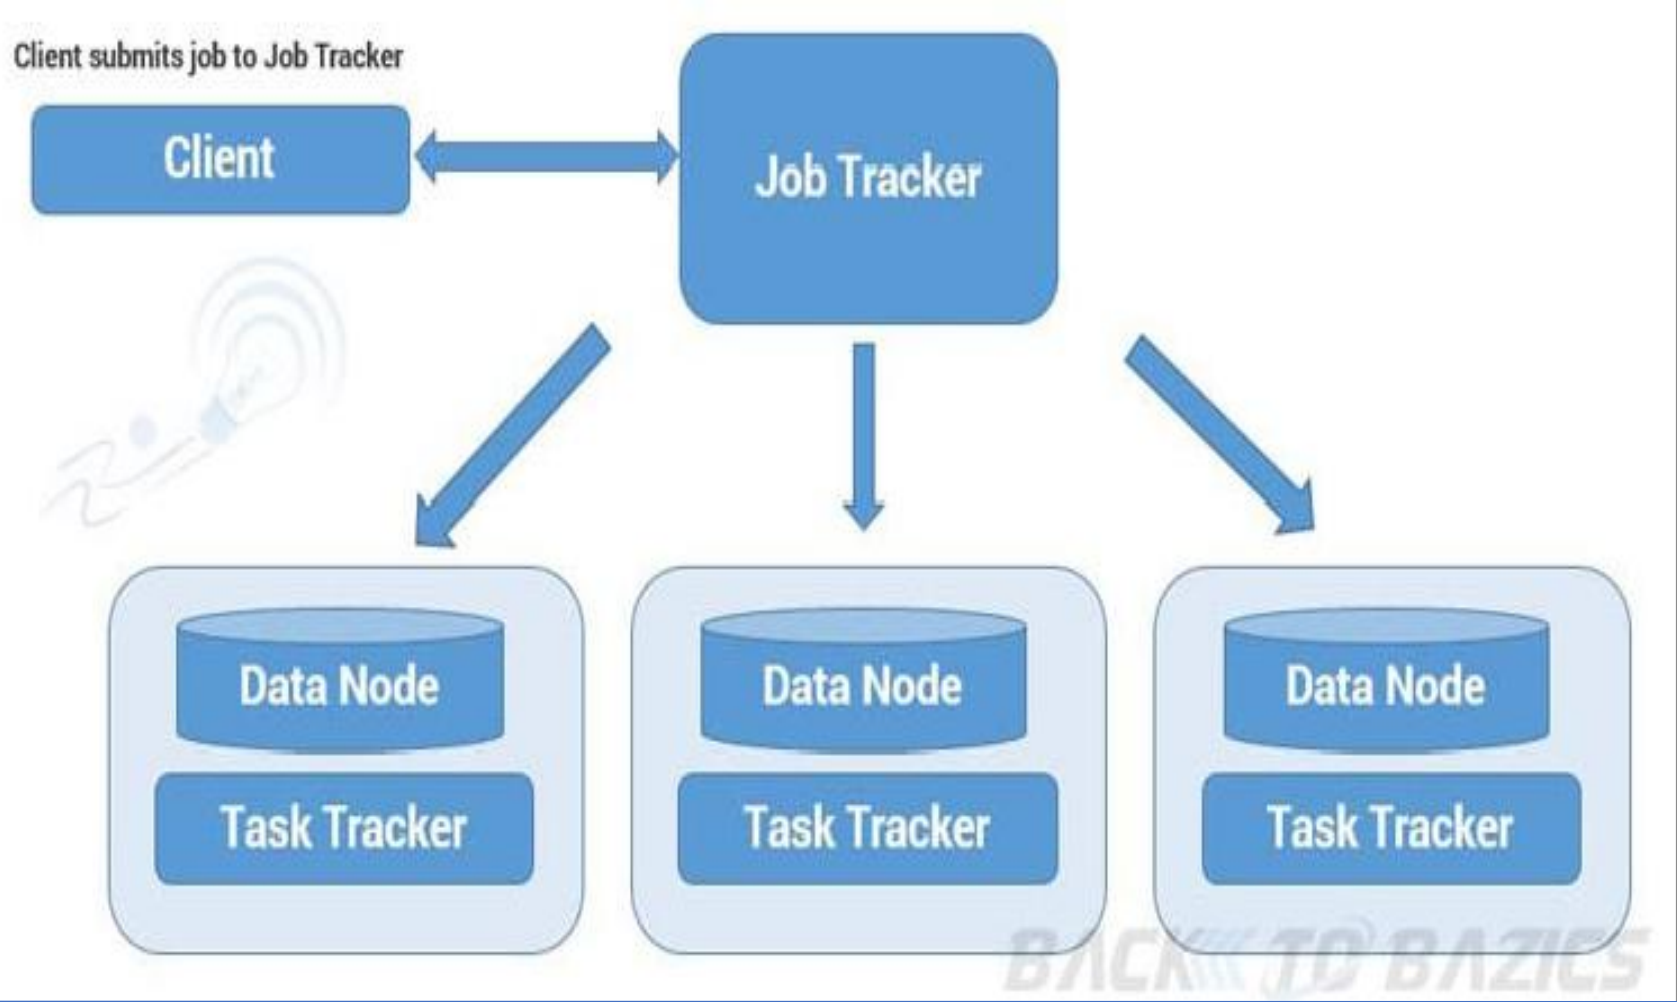 Client submits job to Job Tracker
Client
Job Tracker
Data Node
Task Tracker
Data Node
Task Tracker
Data Node
Task Tracker
BACK TO BAZICS